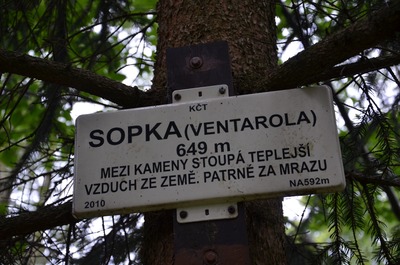 KČT
SOPKA (VENTAROLA)
649 m
MEZI KAMENY STOUPÁ TEPLEJŠÍ
VZDUCH ZE ZEMĚ. PATRNÉ ZA MRAZU
2010 NA592m